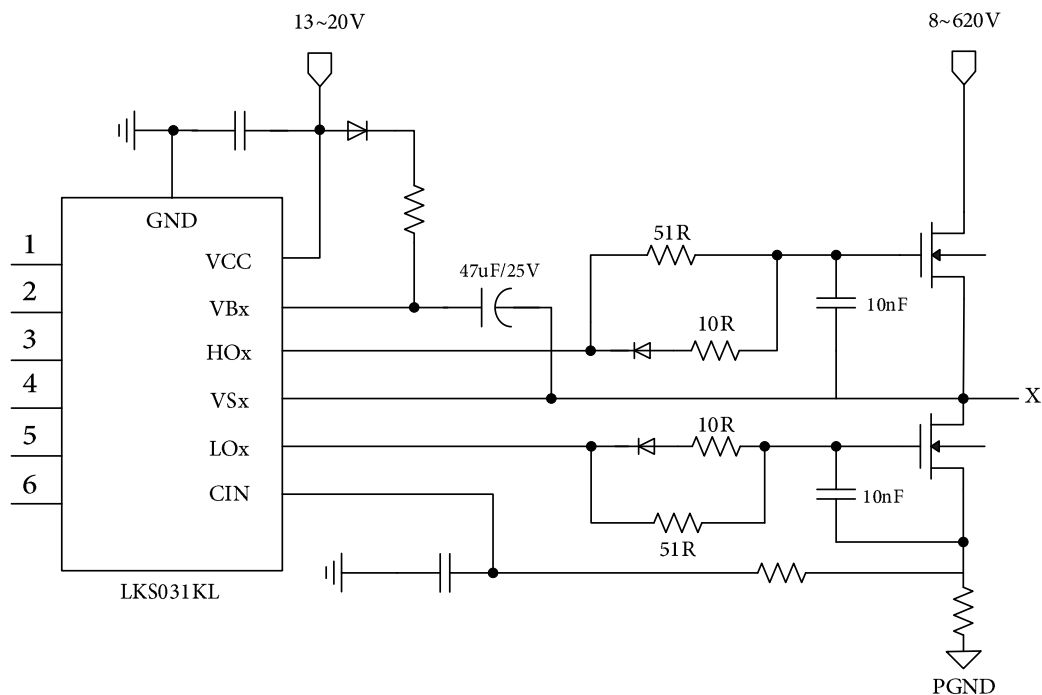 13~20V
8~620V
GND
1
2
3
4
5
6
VCC
VBx
HOx
VSx
LOx
CIN
LKS031KL
47uF/25V
51R
10R
10nF
X
10R
51R
10nF
PGND